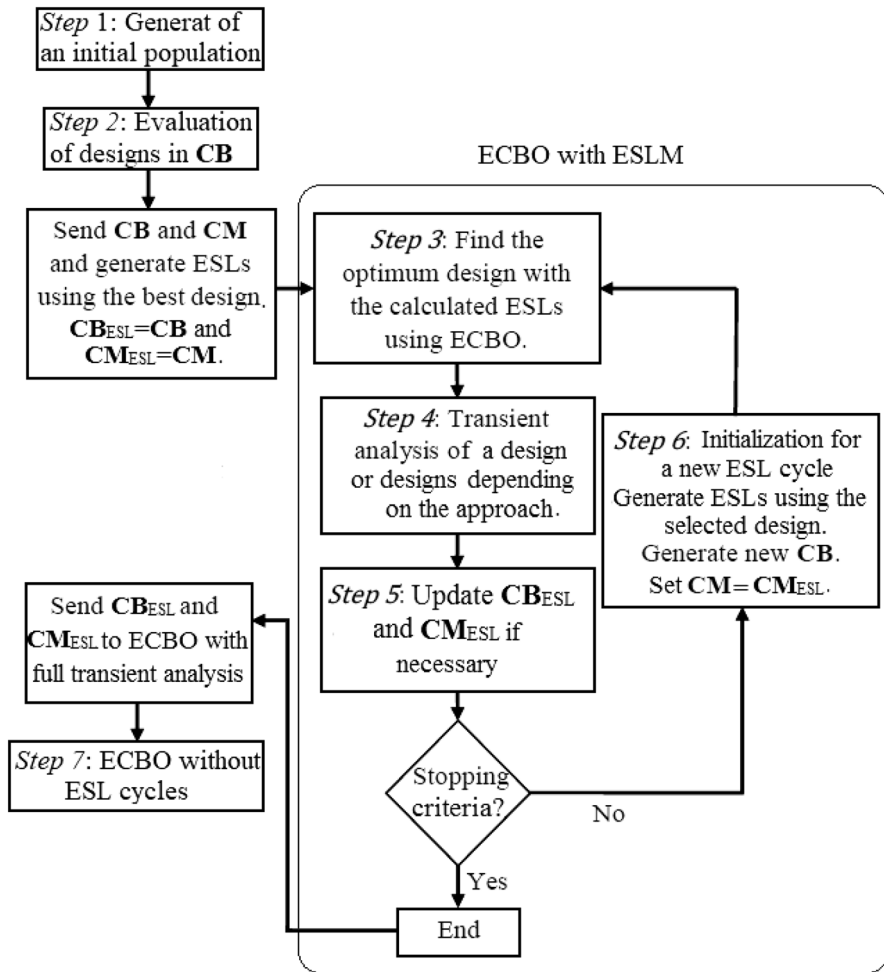 Step 1: Generat of
an initial population
Step 2: Evaluation
of designs in CB
Send CB and CM
and generate ESLs
using the best design.
CBESL=CB and
CMESL=CM.
ECBO with ESLM
Step 3: Find the
optimum design with
the calculated ESLs
using ECBO.
Step 4: Transient
analysis of a design
or designs depending
on the approach.
Step 5: Update CBESL
and CMESL if
necessary
Stopping
criteria?
No
Yes
End
Step 6: Initialization for
a new ESL cycle
Generate ESLs using the
selected design.
Generate new CB.
Set CM=CMESL.
Send CBESL and
CMESL to ECBO with
full transient analysis
Step 7: ECBO without
ESL cycles